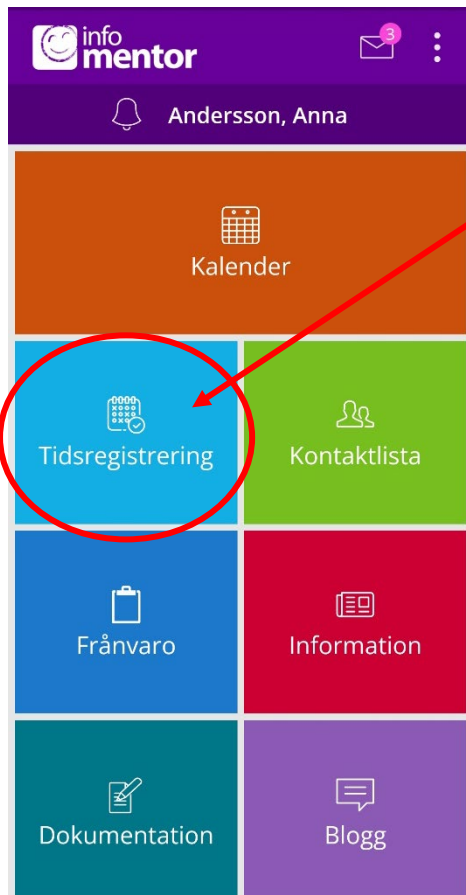 info
mentor
3
Andersson, Anna
Kalender
Tidsregistrering
Kontaktlista
Frånvaro
Information
Dokumentation
Blogg